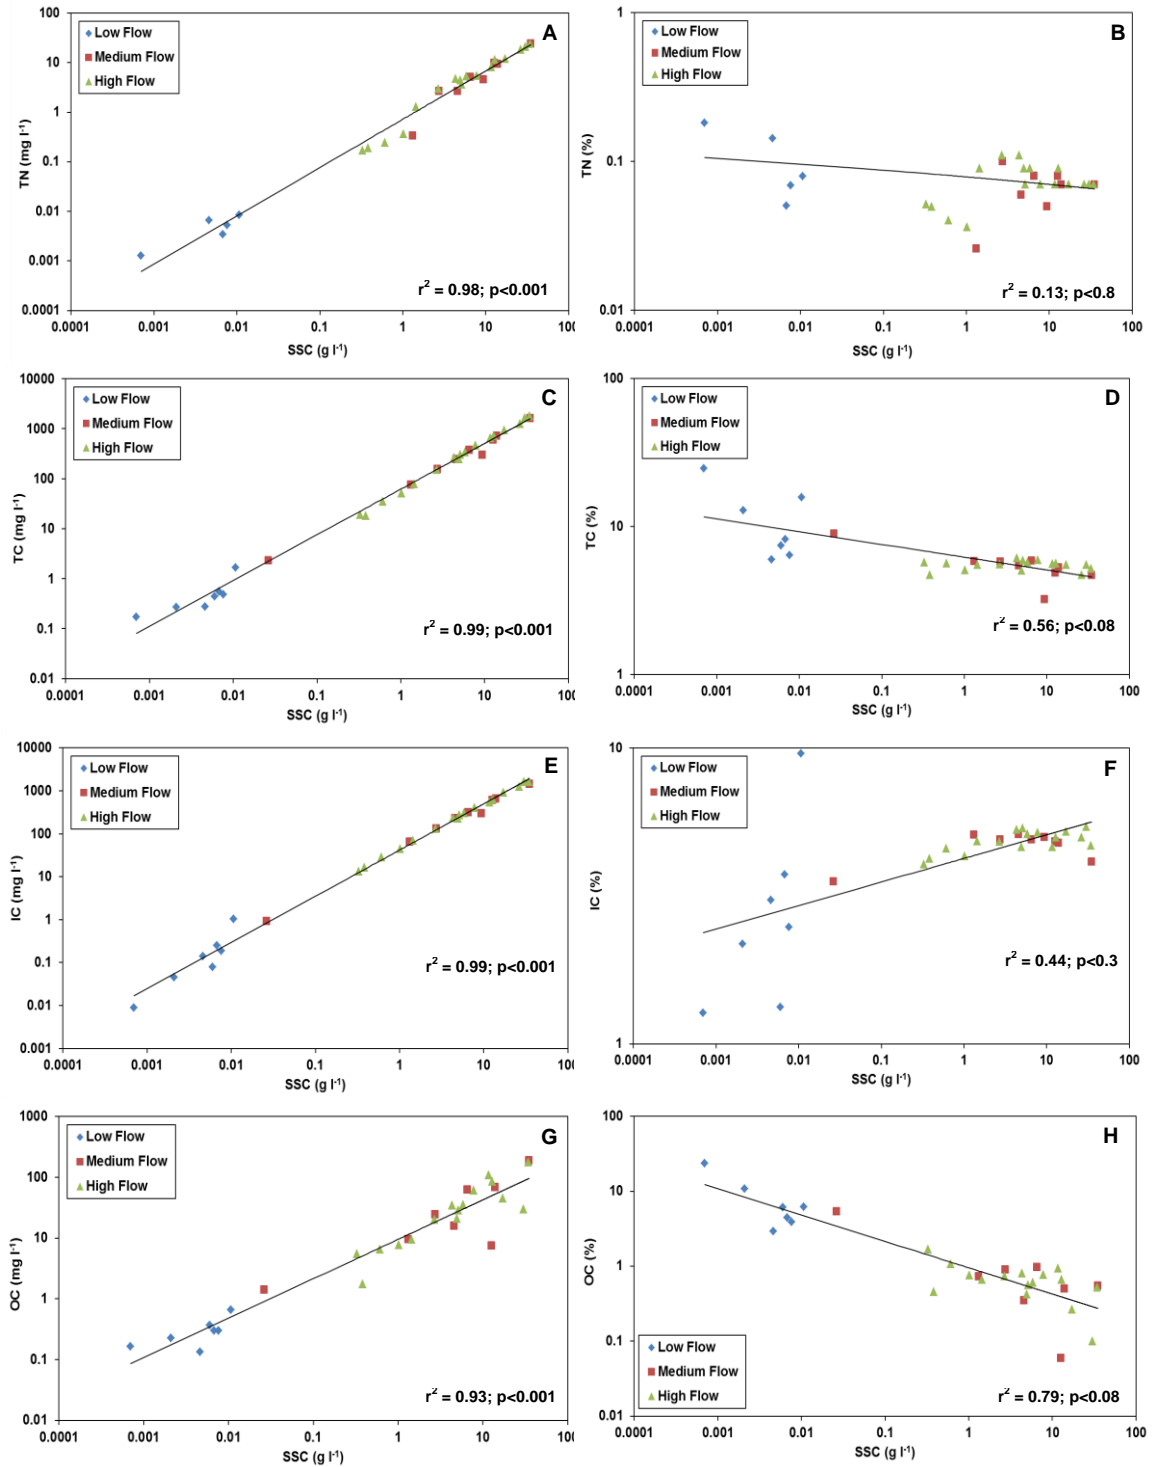 A
Low Flow
Medium Flow
High Flow
TN (mg l-1)
100
10
1
0.1
0.01
0.001
0.0001
r2 = 0.98; p<0.001
0.0001 0.001 0.01 0.1 1 10 10
SSC (g l-1)
B
Low Flow
Medium Flow
High Flow
TN (%)
1
0.1
0.01
r2 = 0.13; p<0.8
0.0001 0.001 0.01 0.1 1 10 100
SSC (g l-1)
C
Low Flow
Medium Flow
High Flow
TC (mg l-1)
10000
1000
100
10
1
0.1
0.01
r2 = 0.99; p<0.001
0.0001 0.001 0.01 0.1 1 10 10
SSC (g l-1)
D
Low Flow
Medium Flow
High Flow
TC (%)
100
10
1
r2 = 0.56; p<0.08
0.0001 0.001 0.01 0.1 1 10 100
SSC (g l-1)
E
Low Flow
Medium Flow
High Flow
IC (mg l-1)
10000
1000
100
10
1
0.1
0.01
0.001
r2 = 0.99; p<0.001
0.0001 0.001 0.01 0.1 1 10 10
SSC (g l-1)
F
Low Flow
Medium Flow
High Flow
IC (%)
10
1
r2 = 0.44; p<0.3
0.0001 0.001 0.01 0.1 1 10 100
SSC (g l-1)
G
Low Flow
Medium Flow
High Flow
OC (mg l-1)
1000
100
10
1
0.1
0.01
r2 = 0.93; p<0.001
0.0001 0.001 0.01 0.1 1 10 10
SSC (g l-1)
H
OC (%)
100
10
1
0.1
0.01
Low Flow
Medium Flow
High Flow
r2 = 0.79; p<0.08
0.0001 0.001 0.01 0.1 1 10 100
SSC (g l-1)